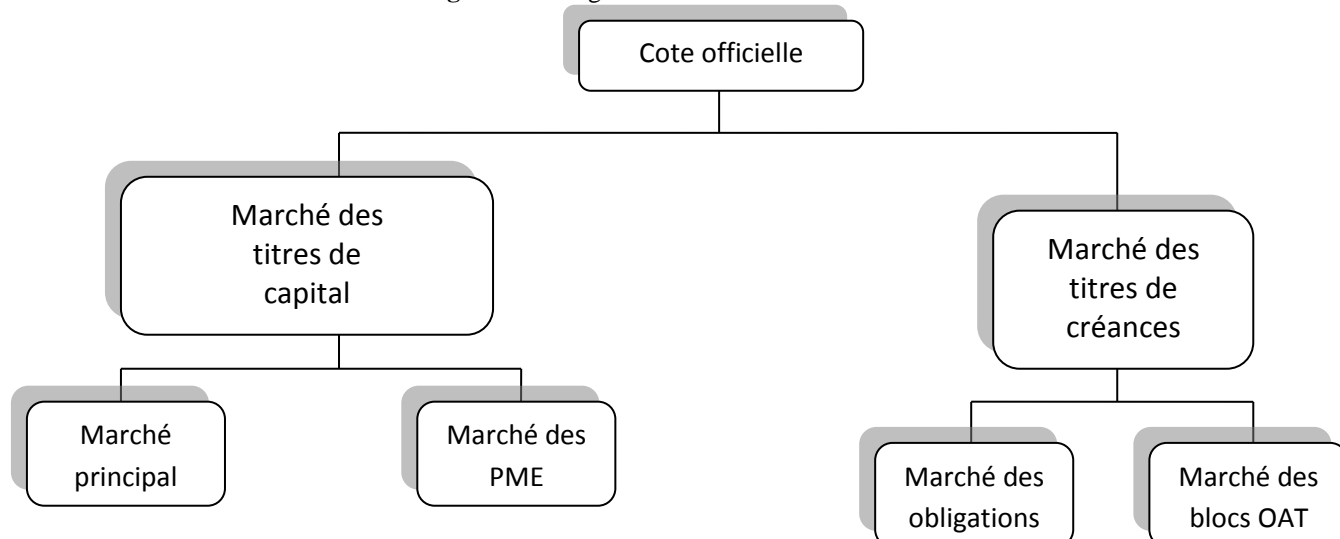 Cote officielle
Marché des
titres de
capital
Marché des
titres de
créances
Marché
principal
Marché des
PME
Marché des
obligations
Marché des
blocs OAT